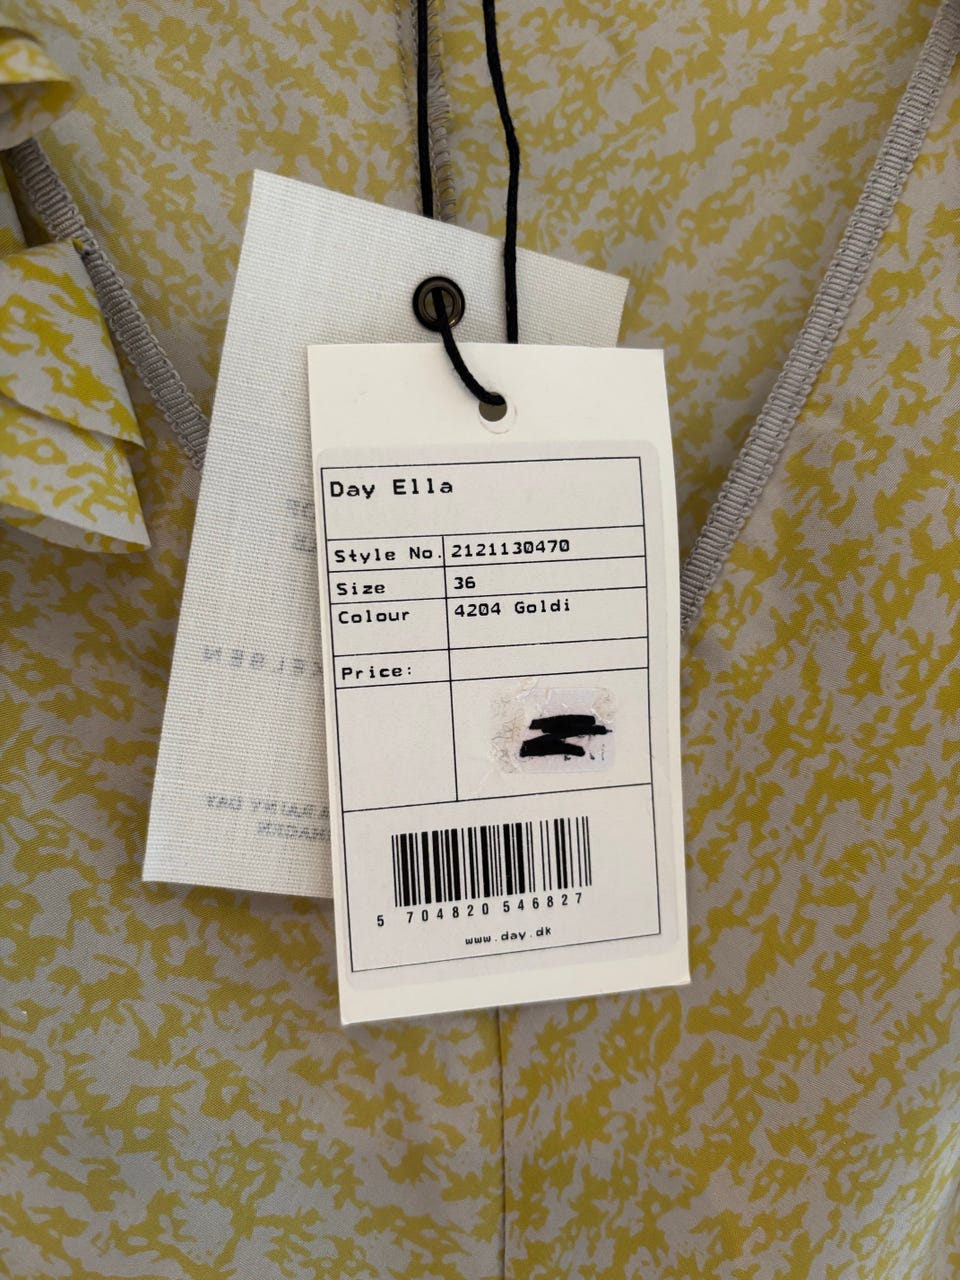 Day Ella
Style No. 2121130470
Size 36
Colour 4204 Goldi
Price:
5 704820 546827
www.day.dk